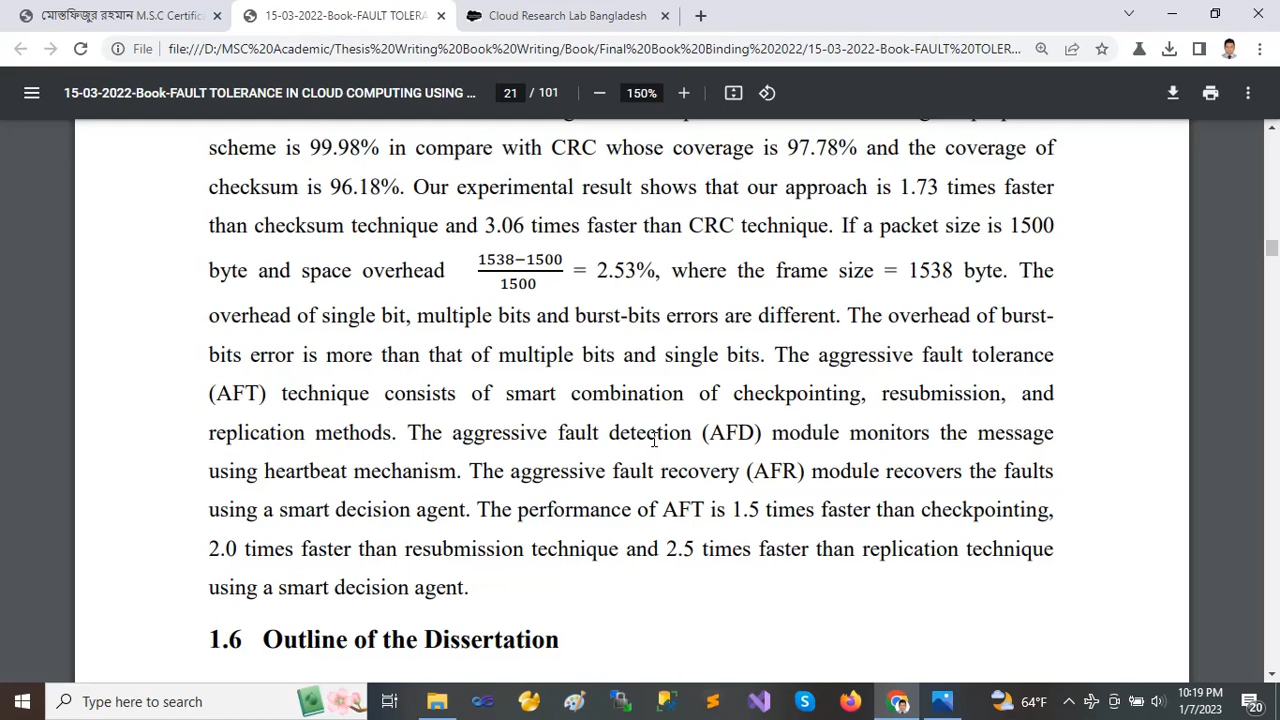 মোস্তফিজুর রহমান M.S.C Certifica
15-03-2022-Book-FAULT TOLERA
Cloud Research Lab Bangladesh
File
file:///D:/MSC%20Academic/Thesis%20Writing%20Book%20Writing/Book/Final%20Book%20Binding%202022/15-03-2022-Book-FAULT%20TOLER...
15-03-2022-Book-FAULT TOLERANCE IN CLOUD COMPUTING USING ...
21 / 101
150%
scheme is 99.98% in compare with CRC whose coverage is 97.78% and the coverage of
checksum is 96.18%. Our experimental result shows that our approach is 1.73 times faster
than checksum technique and 3.06 times faster than CRC technique. If a packet size is 1500
byte and space overhead 1538−1500/1500 = 2.53%, where the frame size = 1538 byte. The
overhead of single bit, multiple bits and burst-bits errors are different. The overhead of burst-
bits error is more than that of multiple bits and single bits. The aggressive fault tolerance
(AFT) technique consists of smart combination of checkpointing, resubmission, and
replication methods. The aggressive fault detection (AFD) module monitors the message
using heartbeat mechanism. The aggressive fault recovery (AFR) module recovers the faults
using a smart decision agent. The performance of AFT is 1.5 times faster than checkpointing,
2.0 times faster than resubmission technique and 2.5 times faster than replication technique
using a smart decision agent.
1.6 Outline of the Dissertation
Type here to search
64°F
10:19 PM
1/7/2023
20